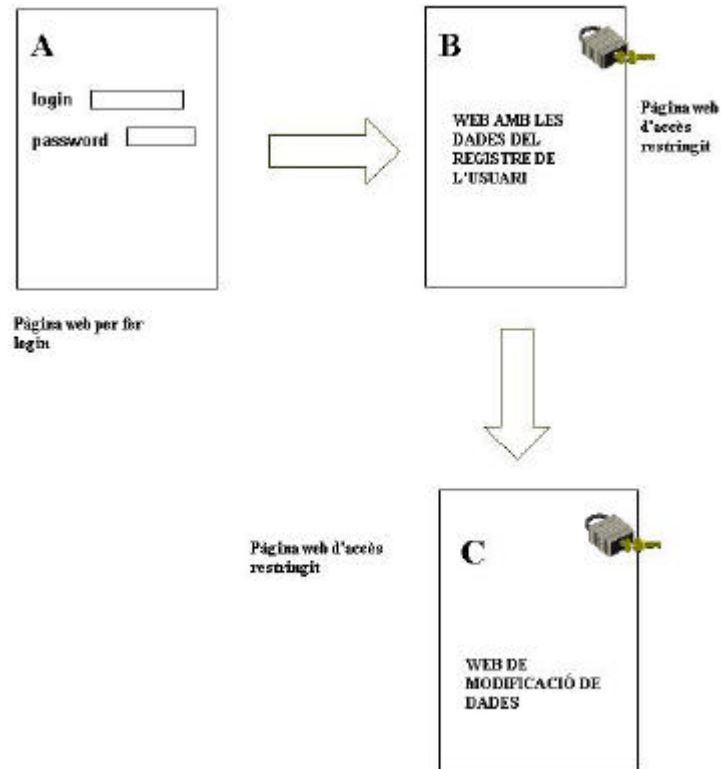 A
login
password
Pàgina web per fer
login
B
WEB AMB LES
DADES DEL
REGISTRE DE
L'USUARI
Pàgina web
d'accès
restringit
Pàgina web d'accès
restringit
C
WEB DE
MODIFICACIÓ DE
DADES